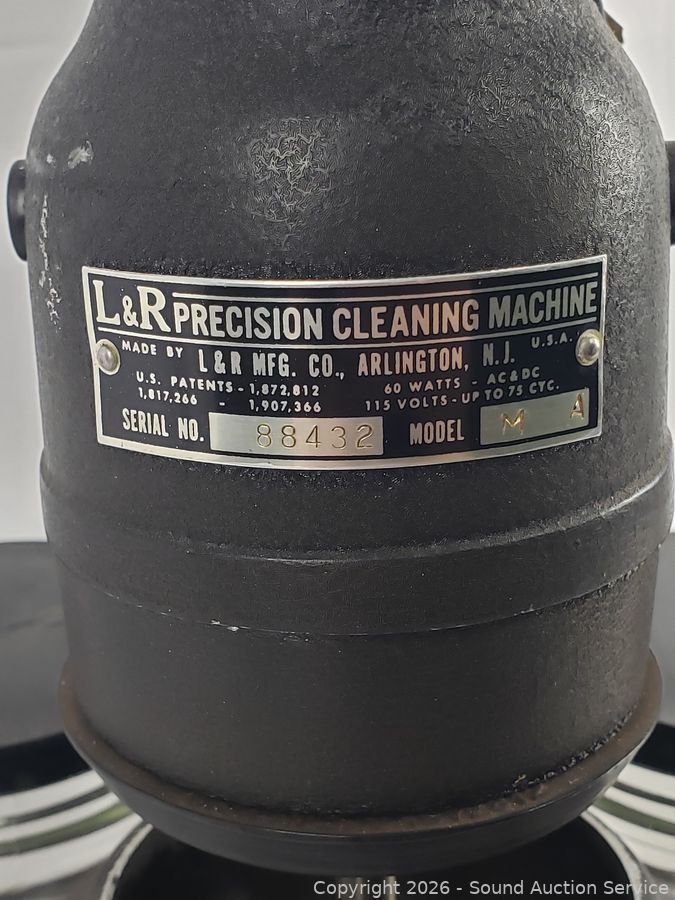 L&R PRECISION CLEANING MACHINE
MADE BY L & R MFG. CO., ARLINGTON, N.J. U.S.A.
U.S. PATENTS - 1,872,812 60 WATTS - AC & DC
1,817,266 - 1,907,366 115 VOLTS - UP TO 75 CYC.
SERIAL NO. 88432 MODEL M A
Copyright 2026 - Sound Auction Service